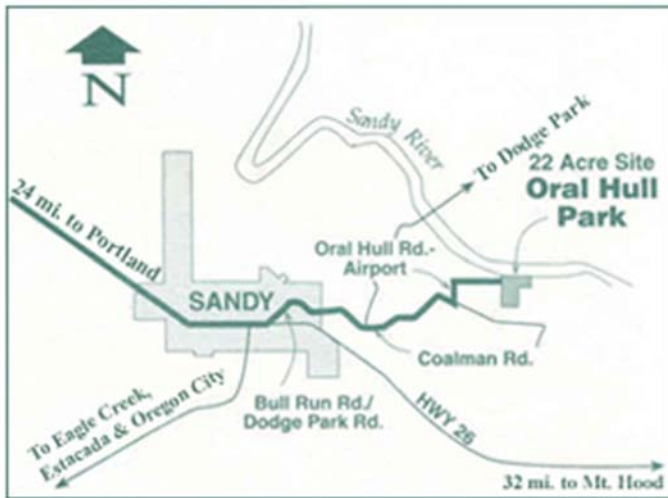 N
Sandy River
To Dodge Park
22 Acre Site
Oral Hull
Park
24 mi. to Portland
Oral Hull Rd.-
Airport
SANDY
Coalman Rd.
Bull Run Rd./
Dodge Park Rd.
HWY 26
To Eagle Creek,
Estacada & Oregon City
32 mi. to Mt. Hood